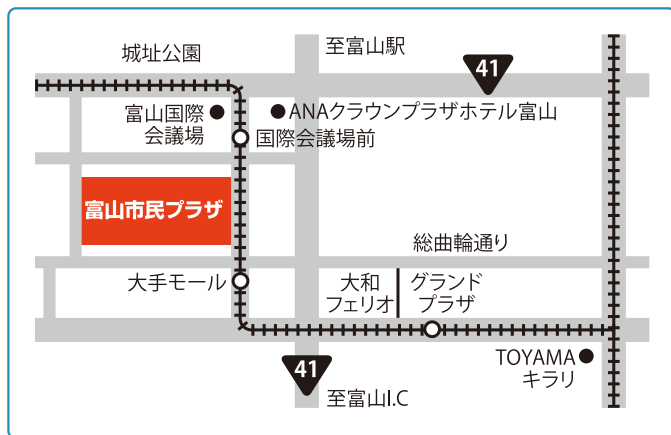 城址公園
至富山駅
41
富山国際
会議場
ANAクラウンプラザホテル富山
国際会議場前
富山市民プラザ
総曲輪通り
大手モール
大和
フェリオ
グランド
プラザ
TOYAMA
キラリ
41
至富山I.C